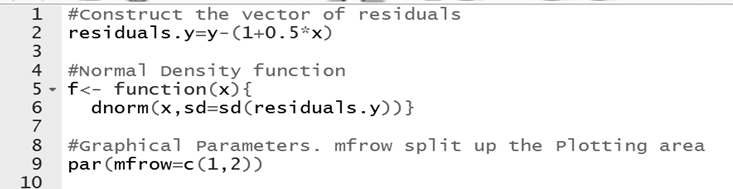 1 #Construct the vector of residuals
2 residuals.y=y-(1+0.5*x)
3
4 #Normal Density function
5 f<- function(x){
6   dnorm(x,sd=sd(residuals.y))}
7
8 #Graphical Parameters. mfrow split up the Plotting area
9 par(mfrow=c(1,2))
10